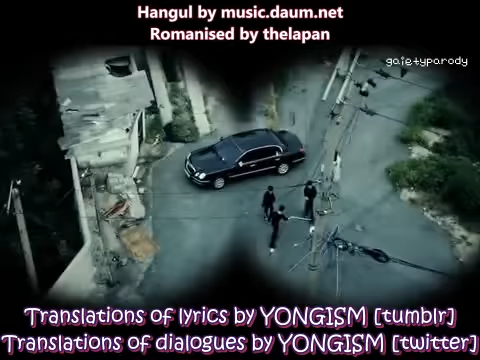 Hangul by music.daum.net
Romanised by thelapan
gaietyparody
Translations of lyrics by YONGISM [tumblr]
Translations of dialogues by YONGISM [twitter]